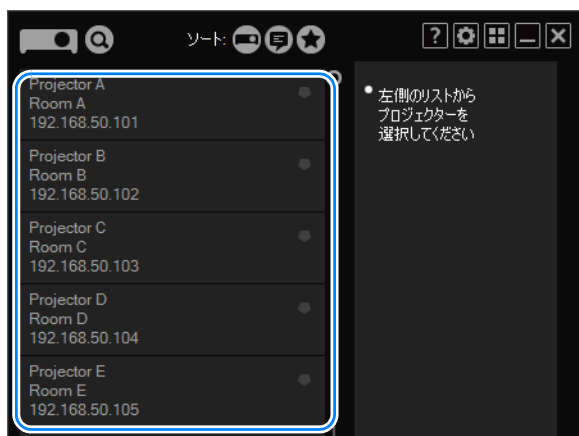 ソート:
?
Projector A
Room A
192.168.50.101
Projector B
Room B
192.168.50.102
Projector C
Room C
192.168.50.103
Projector D
Room D
192.168.50.104
Projector E
Room E
192.168.50.105
左側のリストから
プロジェクターを
選択してください